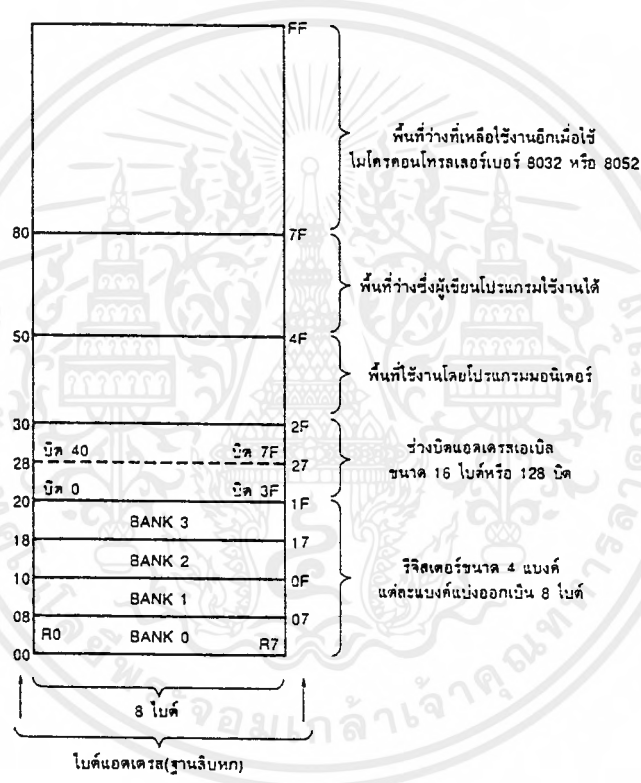 FF
พื้นที่ว่างที่เหลือใช้งานอีกเมื่อใช้
ไมโครคอนโทรลเลอร์เบอร์ 8032 หรือ 8052
80
7F
พื้นที่ว่างซึ่งผู้เขียนโปรแกรมใช้งานได้
50
4F
พื้นที่ใช้งานโดยโปรแกรมมอนิเตอร์
30
2F
บิต 40 บิต 7F
ช่วงบิตแอดเดรสเอเบิล
28
27
ขนาด 16 ไบต์หรือ 128 บิต
บิต 0 บิต 3F
20
1F
BANK 3
18
17
BANK 2
รีจิสเตอร์ขนาด 4 แบงค์
10
0F
แต่ละแบงค์แบ่งออกเป็น 8 ไบต์
BANK 1
08
07
R0 BANK 0 R7
00
8 ไบต์
ไบต์แอดเดรส(ฐานสิบหก)